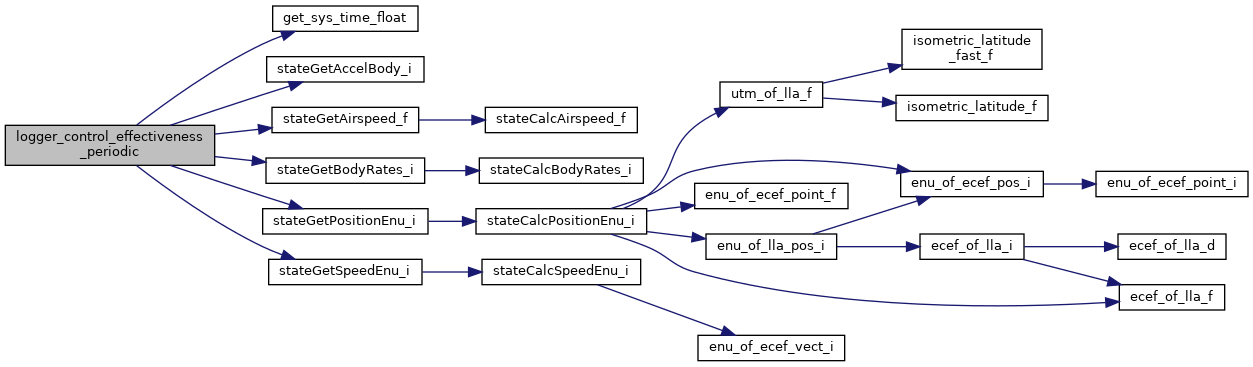 get_sys_time_float
isometric_latitude
_fast_f
stateGetAccelBody_i
utm_of_lla_f
isometric_latitude_f
stateGetAirspeed_f
stateCalcAirspeed_f
logger_control_effectiveness
_periodic
stateGetBodyRates_i
stateCalcBodyRates_i
enu_of_ecef_pos_i
enu_of_ecef_point_i
enu_of_ecef_point_f
stateGetPositionEnu_i
stateCalcPositionEnu_i
enu_of_lla_pos_i
ecef_of_lla_i
ecef_of_lla_d
stateGetSpeedEnu_i
stateCalcSpeedEnu_i
ecef_of_lla_f
enu_of_ecef_vect_i